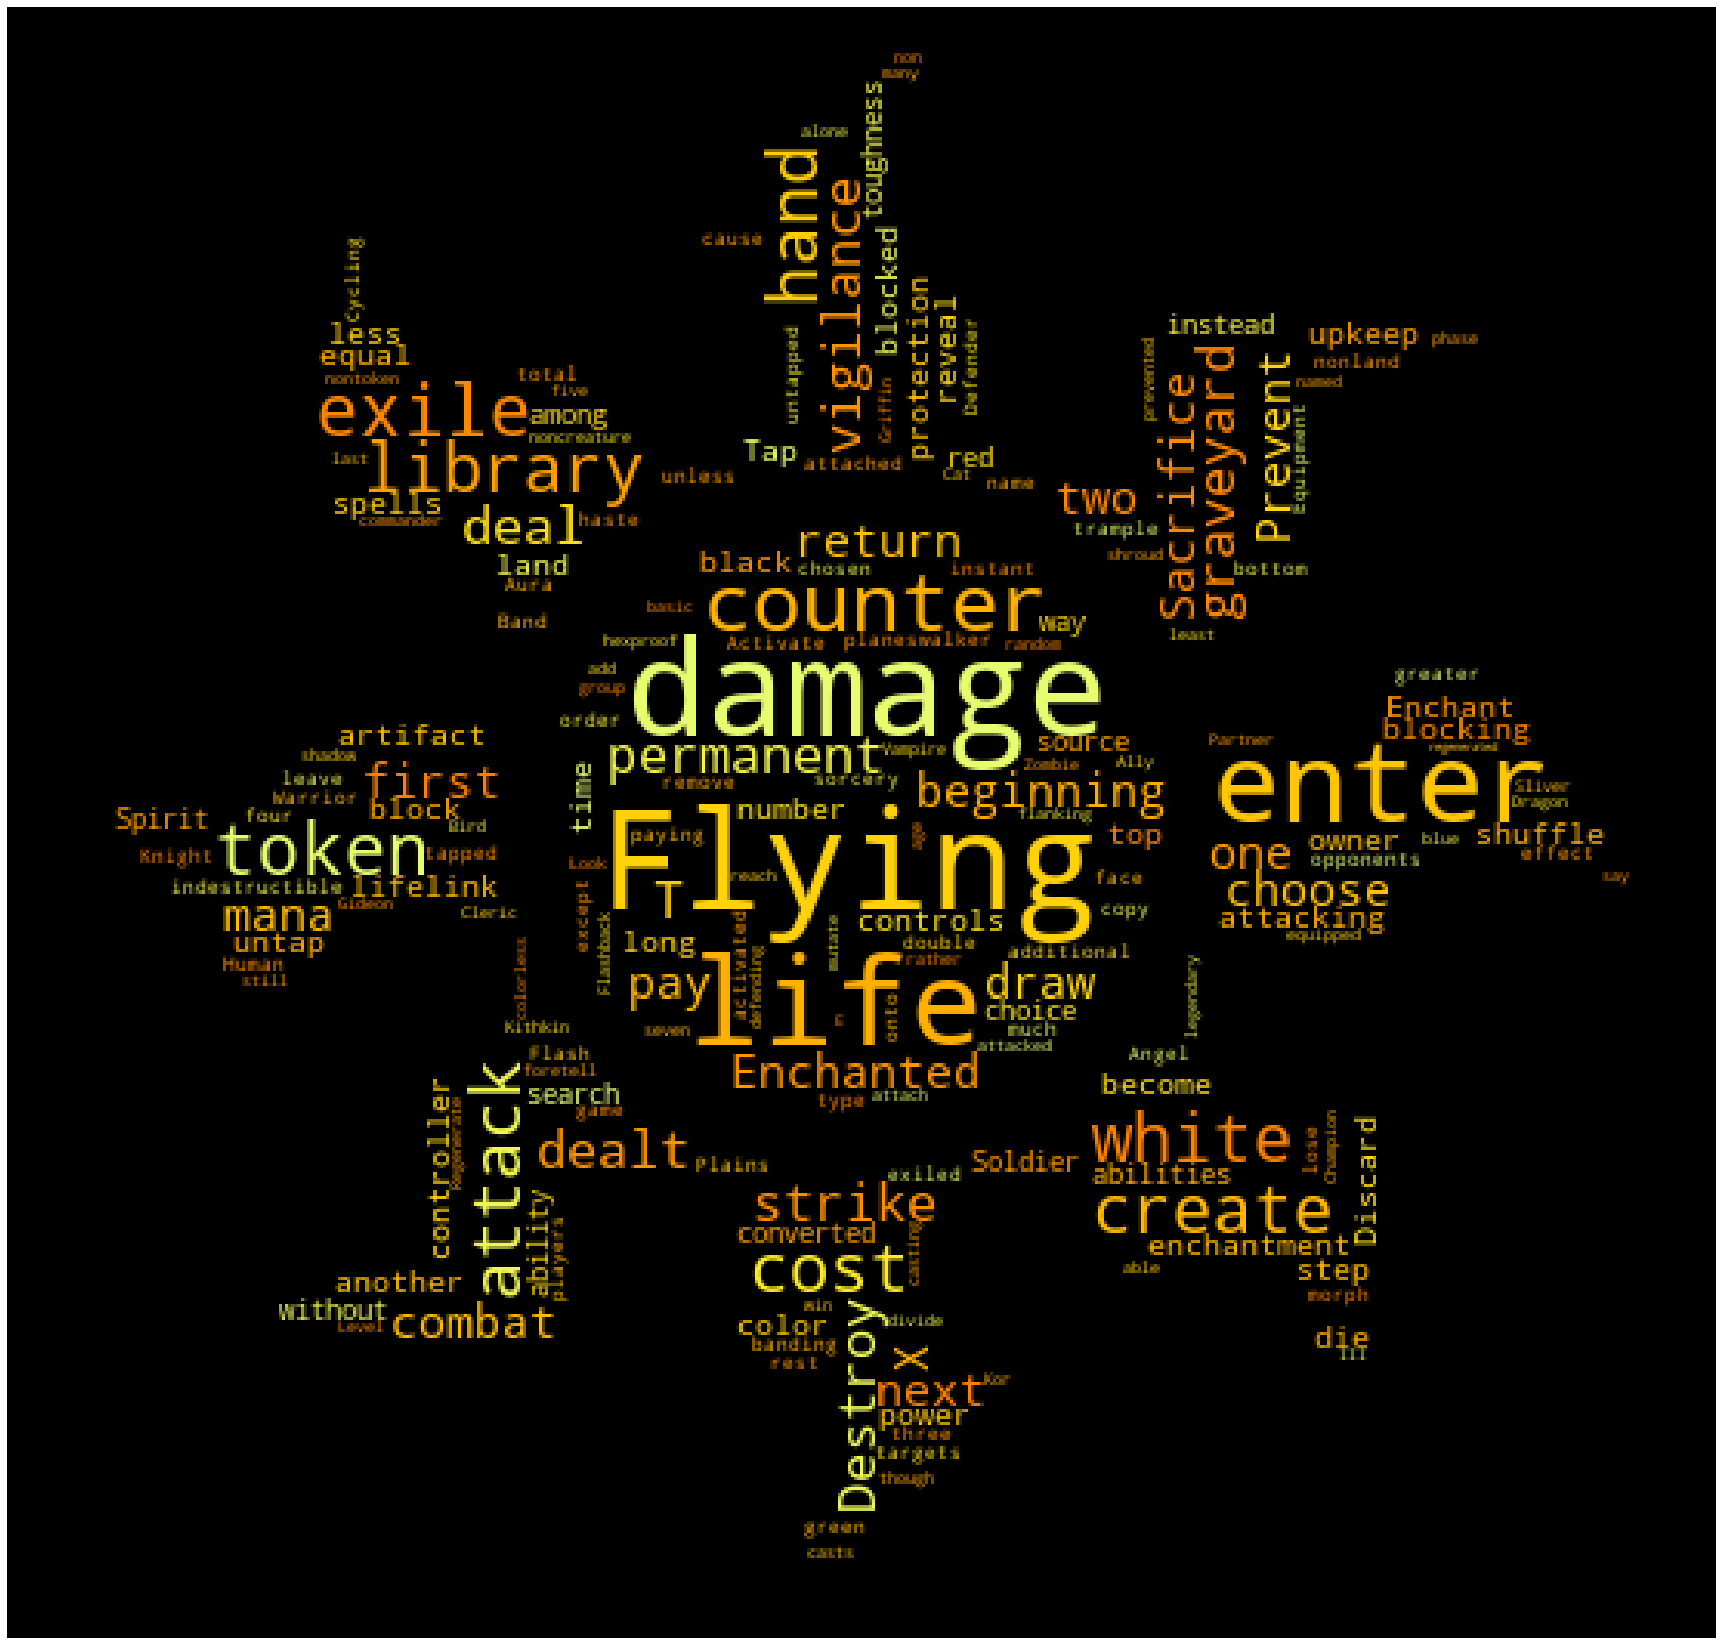 non
many
alone
toughness
hand
vigilance
cause
blocked
protection
reveal
Defender
untapped
Griffin
Tap
attached
red
Cat
name
unless
Cycling
less
equal
nontoken
total
five
exile
among
noncreature
last
library
spells
commander
deal
haste
land
Aura
Band
instead
upkeep
phase
nonland
named
prevented
Sacrifice
graveyard
Prevent
Equipment
two
trample
shroud
bottom
least
return
black
chosen
instant
counter
basic
way
hexproof
Activate
planeswalker
random
add
group
damage
order
permanent
Vampire
source
Zombie
Ally
remove
sorcery
time
beginning
number
flanking
paying
age
top
Flying
Look
reach
face
T
except
controls
copy
Flashback
long
activated
defending
mutate
double
rather
additional
pay
life
draw
onto
choice
seven
much
attacked
Enchanted
type
attach
artifact
shadow
leave
first
Warrior
block
Spirit
four
Bird
Knight
token
tapped
indestructible
lifelink
Gideon
Cleric
mana
untap
Human
still
greater
Enchant
blocking
Partner
regenerated
enter
Sliver
Dragon
owner
blue
shuffle
one
opponents
effect
choose
say
attacking
equipped
colorless
Kithkin
Flash
foretell
search
game
controller
Regenerate
attack
dealt
Plains
ability
players
another
without
Level
combat
exiled
strike
converted
casting
cost
win
color
divide
banding
rest
Destroy
X
next
Kor
power
three
targets
though
green
casts
legendary
Angel
become
white
lose
Champion
Discard
Soldier
abilities
create
enchantment
able
step
morph
die
III